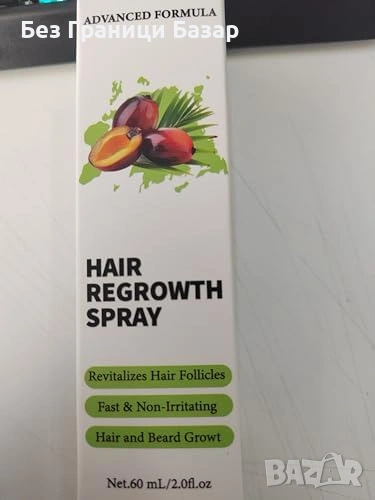 Без Граници Базар
ADVANCED FORMULA
HAIR
REGROWTH
SPRAY
Revitalizes Hair Follicles
Fast & Non-Irritating
Hair and Beard Growt
Net.60 mL/2.0fl.oz
BAZAR